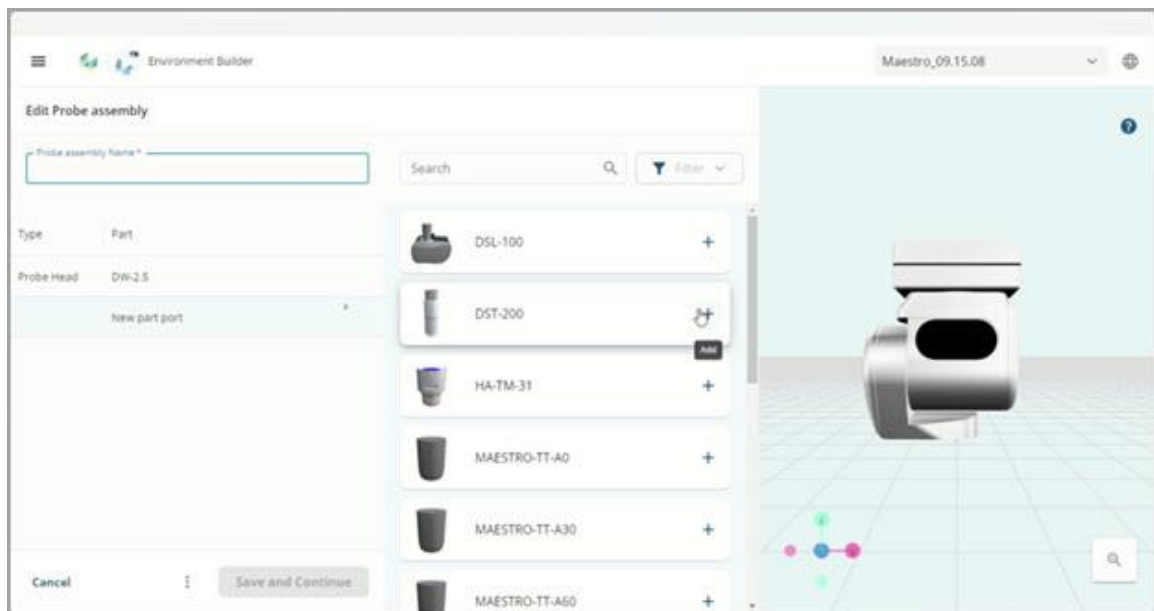 Environment Builder
Maestro_09.15.08
Edit Probe assembly
Probe assembly Name *
Search
Filter
Type Part
Probe Head DW-2.5
New part port
DSL-100
DST-200
Add
HA-TM-31
MAESTRO-TT-A0
MAESTRO-TT-A30
MAESTRO-TT-A60
Cancel
Save and Continue